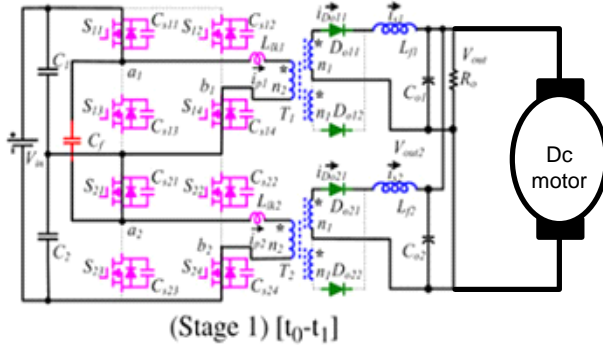 S11 Cs11 S12 Cs12
iDo11 Do11 is1 Lf1
C1 Llk1 n1 Vout
a1 b1 ip1 n2 Co1 Ro
S13 Cs13 S14 Cs14 T1 n1 Do12
Vin Cf
S21 Cs21 S22 Cs22
iDo21 Do21 Vout2 is2 Lf2
Llk2 n1
a2 b2 ip2 n2 Co2
C2 S23 Cs23 S24 Cs24 T2 n1 Do22
Dc
motor
(Stage 1) [t0-t1]